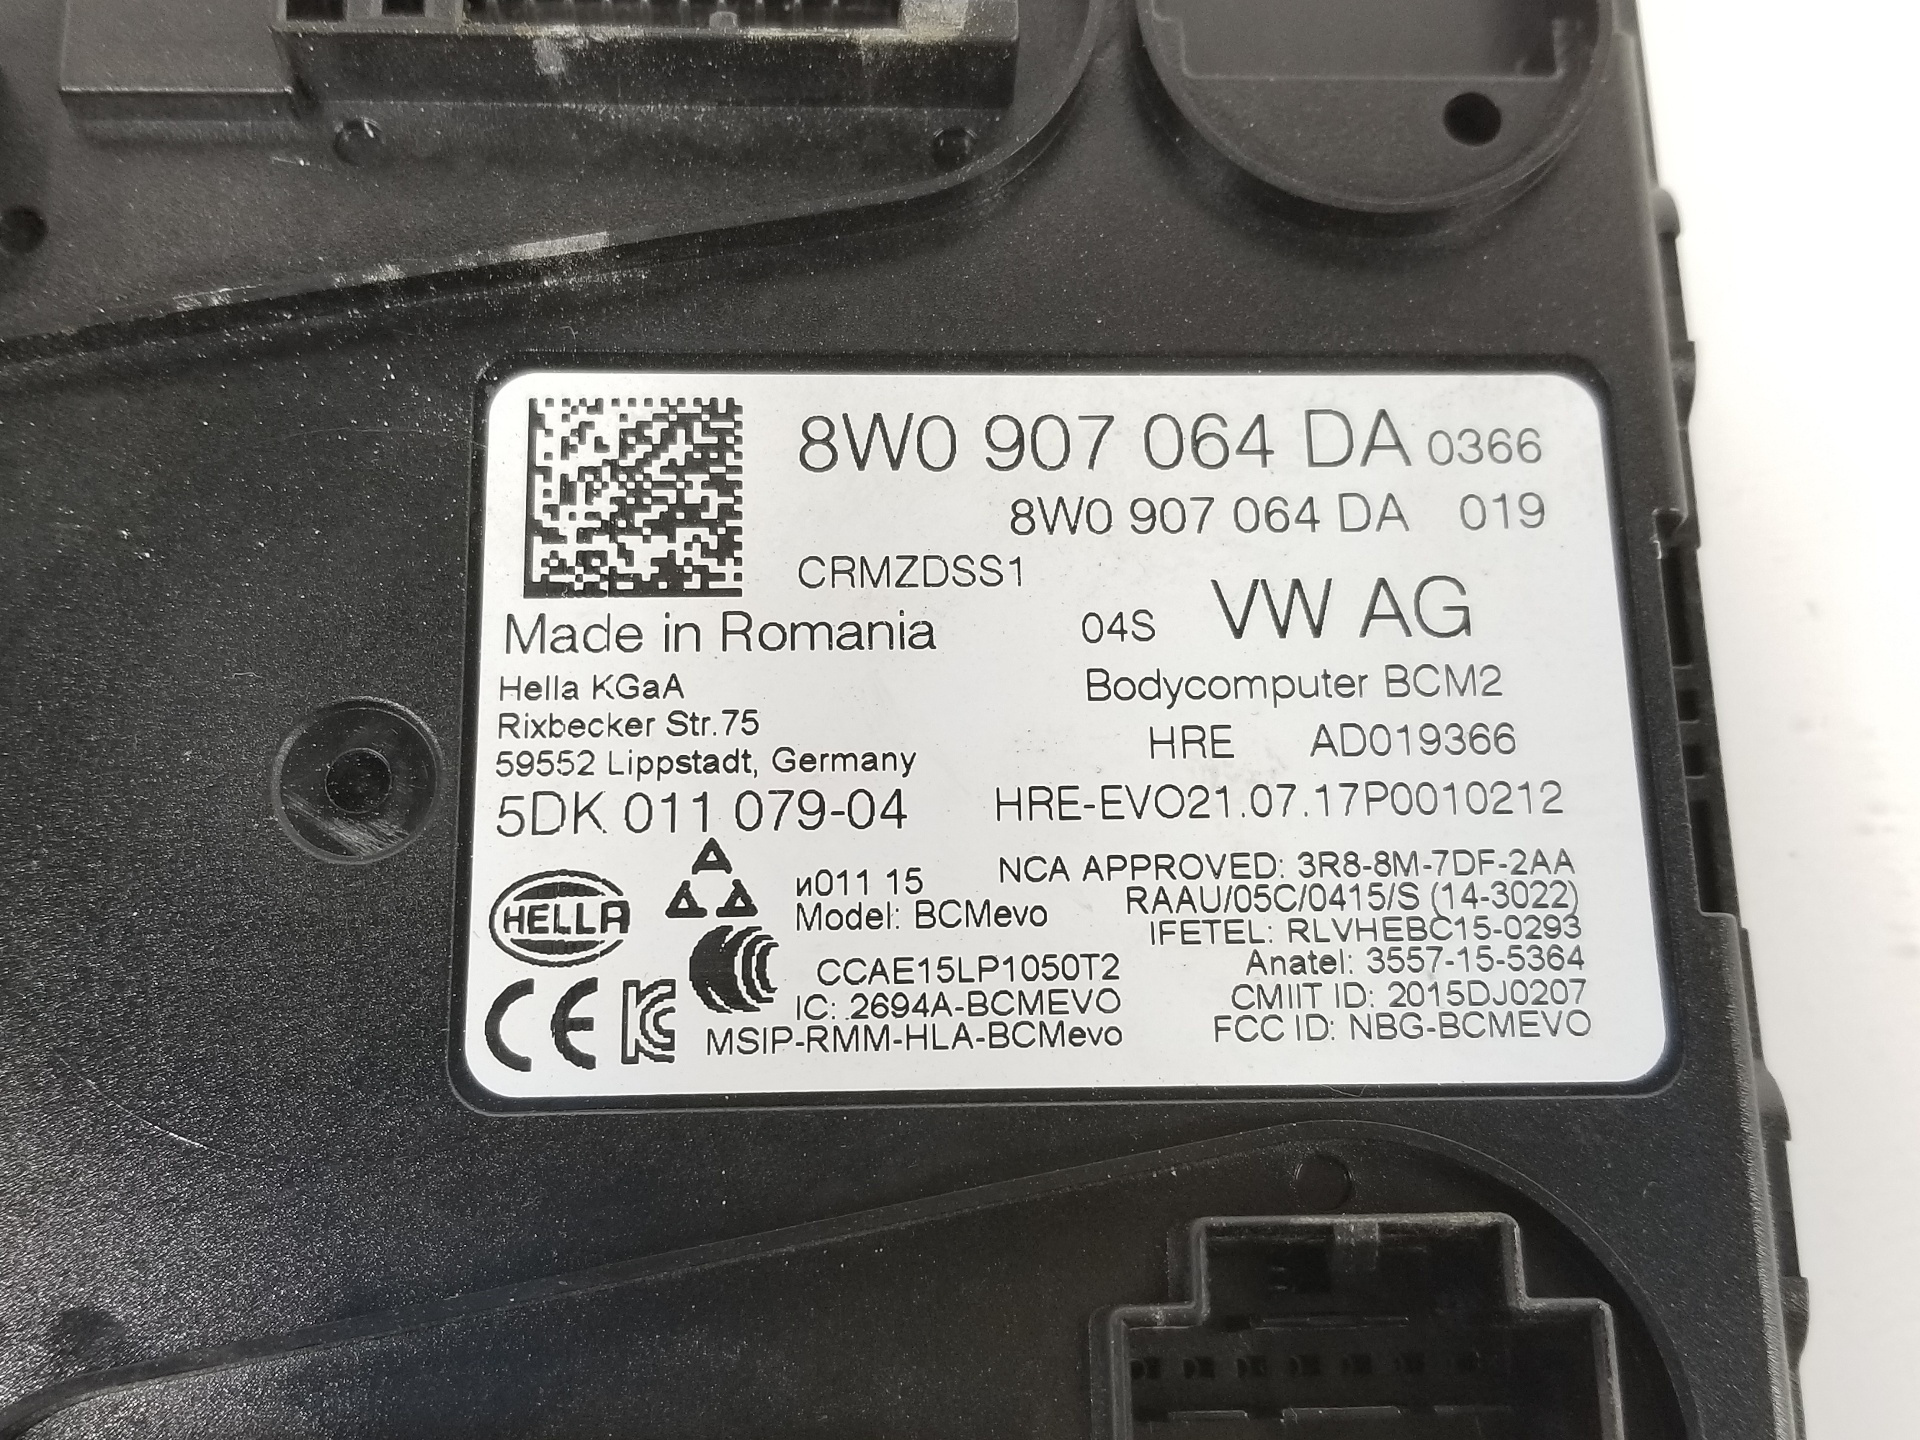 8W0 907 064 DA 0366
8W0 907 064 DA 019
CRMZDSS1
Made in Romania
04S VW AG
Hella KGaA
Bodycomputer BCM2
Rixbecker Str.75
HRE AD019366
59552 Lippstadt, Germany
5DK 011 079-04
HRE-EVO21.07.17P0010212
и011 15
NCA APPROVED: 3R8-8M-7DF-2AA
HELLA
Model: BCMevo
RAAU/05C/0415/S (14-3022)
IFETEL: RLVHEBC15-0293
CCAE15LP1050T2
Anatel: 3557-15-5364
IC: 2694A-BCMEVO
CMIIT ID: 2015DJ0207
CE
MSIP-RMM-HLA-BCMevo
FCC ID: NBG-BCMEVO